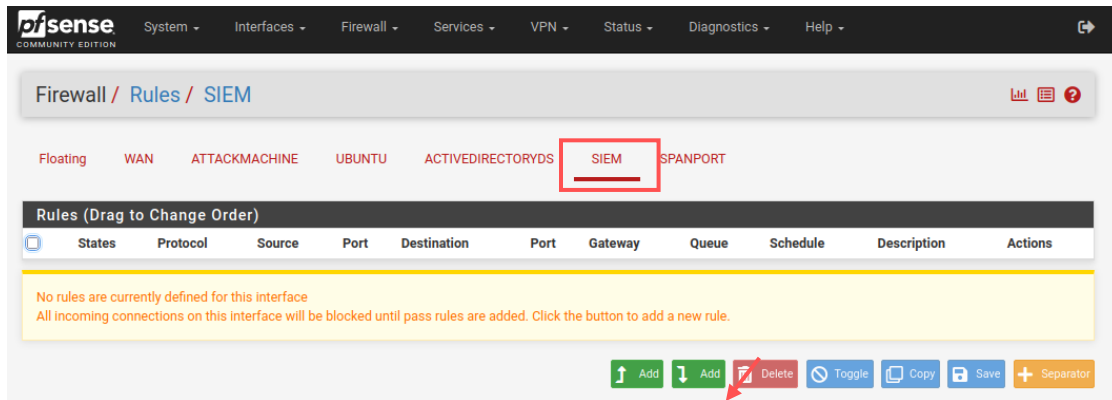 pfsense System Interfaces Firewall Services VPN Status Diagnostics Help
COMMUNITY EDITION
Firewall / Rules / SIEM
Floating WAN ATTACKMACHINE UBUNTU ACTIVEDIRECTORYDS SIEM SPANPORT
Rules (Drag to Change Order)
States Protocol Source Port Destination Port Gateway Queue Schedule Description Actions
No rules are currently defined for this interface
All incoming connections on this interface will be blocked until pass rules are added. Click the button to add a new rule.
Add Add Delete Toggle Copy Save Separator